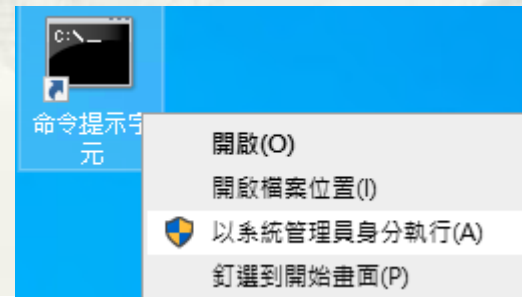 C:\_
命令提示字
元
開啟(O)
開啟檔案位置(I)
以系統管理員身分執行(A)
釘選到開始畫面(P)